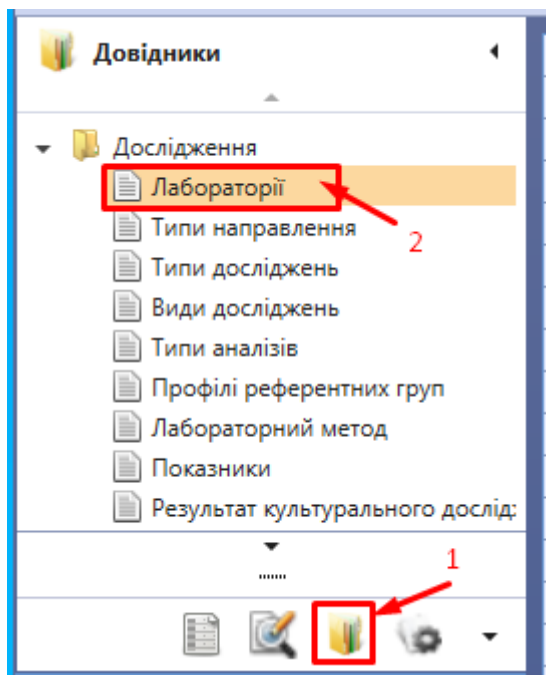 Довідники
Дослідження
Лабораторії
2
Типи направлення
Типи досліджень
Види досліджень
Типи аналізів
Профілі референтних груп
Лабораторний метод
Показники
Результат культурального дослід
1